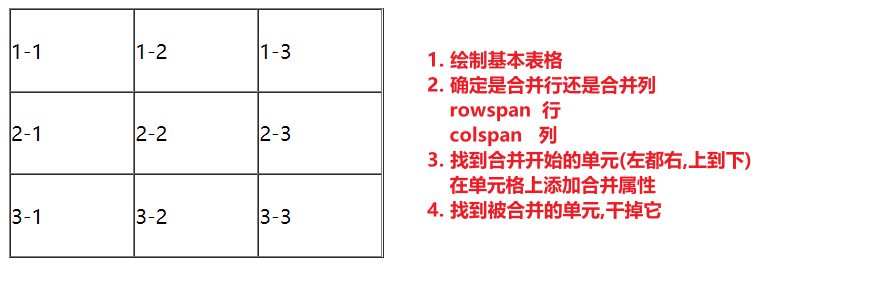 1-1 1-2 1-3
2-1 2-2 2-3
3-1 3-2 3-3
1. 绘制基本表格
2. 确定是合并行还是合并列
rowspan 行
colspan 列
3. 找到合并开始的单元(左都右,上到下)
在单元格上添加合并属性
4. 找到被合并的单元,干掉它